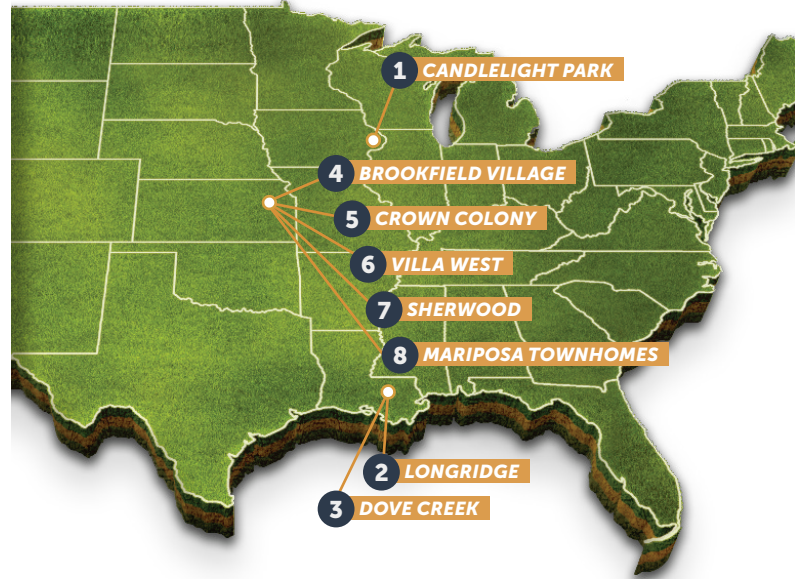 1 CANDLELIGHT PARK
4 BROOKFIELD VILLAGE
5 CROWN COLONY
6 VILLA WEST
7 SHERWOOD
8 MARIPOSA TOWNHOMES
2 LONGRIDGE
3 DOVE CREEK